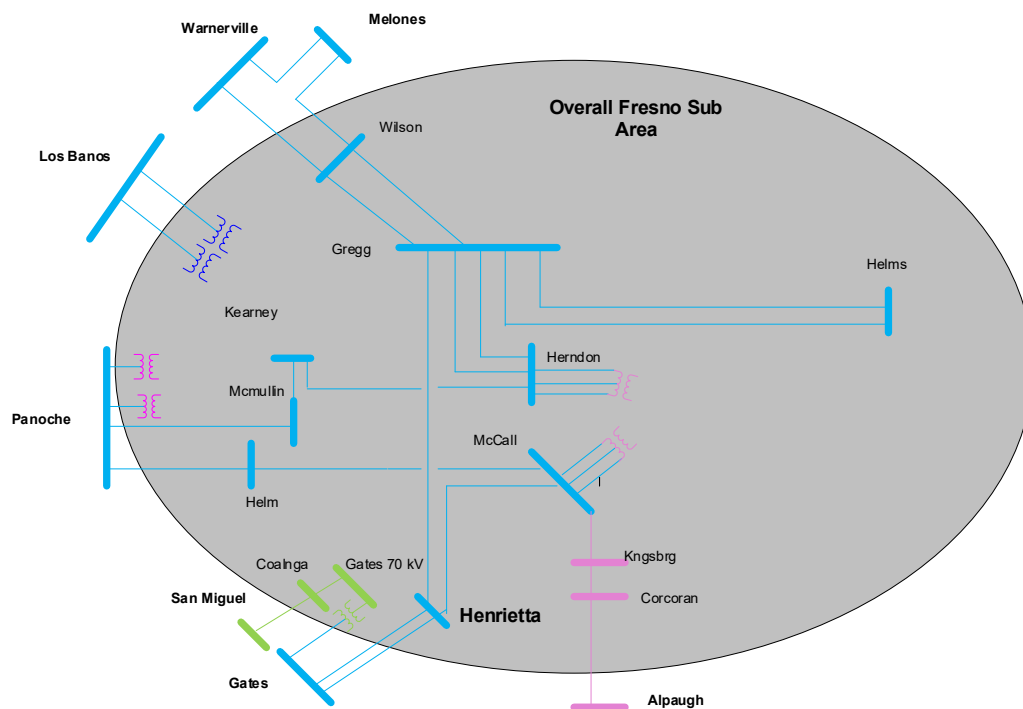 Melones
Warnerville
Overall Fresno Sub
Area
Wilson
Los Banos
Gregg
Helms
Kearney
Herndon
Mcmullin
Panoche
McCall
Helm
Kngsbrg
Coalnga
Gates 70 kV
San Miguel
Corcoran
Henrietta
Gates
Alpaugh